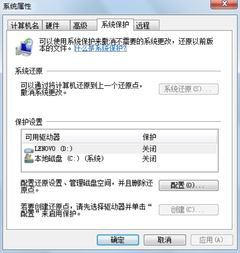 系统属性
计算机名 硬件 高级 系统保护 远程
可以使用系统保护来撤消不需要的系统更改，还原以前版
本的文件。什么是系统保护?
系统还原
可以通过将计算机还原到上一个还原点，
撤消系统更改。
系统还原(S)...
保护设置
可用驱动器 保护
LENOVO (D:) 关闭
本地磁盘 (C:) (系统) 关闭
配置还原设置、管理磁盘空间，并且删除还
原点。
配置(O)...
若要创建还原点，请先选择驱动器并单击“
配置”来启用保护。
创建(C)...
确定 取消 应用(A)